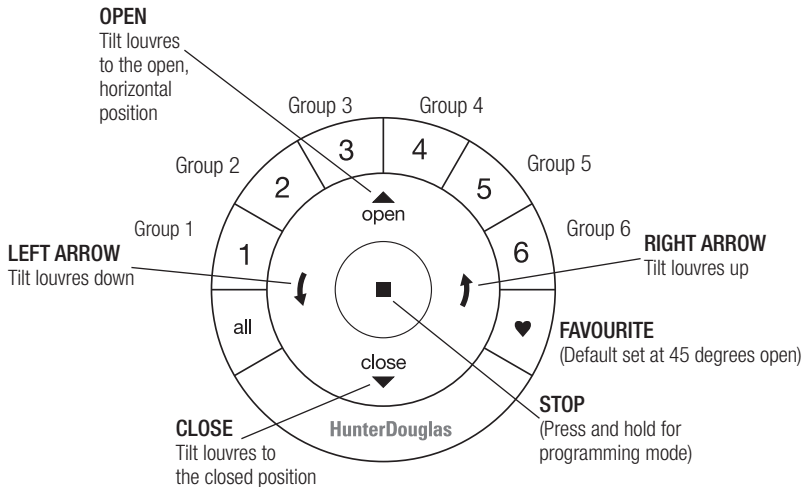 OPEN
Tilt louvres
to the open,
horizontal
position
Group 3
Group 4
Group 2
Group 5
Group 1
Group 6
3
4
2
5
1
6
open
LEFT ARROW
Tilt louvres down
RIGHT ARROW
Tilt louvres up
all
♥
FAVOURITE
(Default set at 45 degrees open)
close
STOP
(Press and hold for
programming mode)
CLOSE
Tilt louvres to
the closed position
HunterDouglas